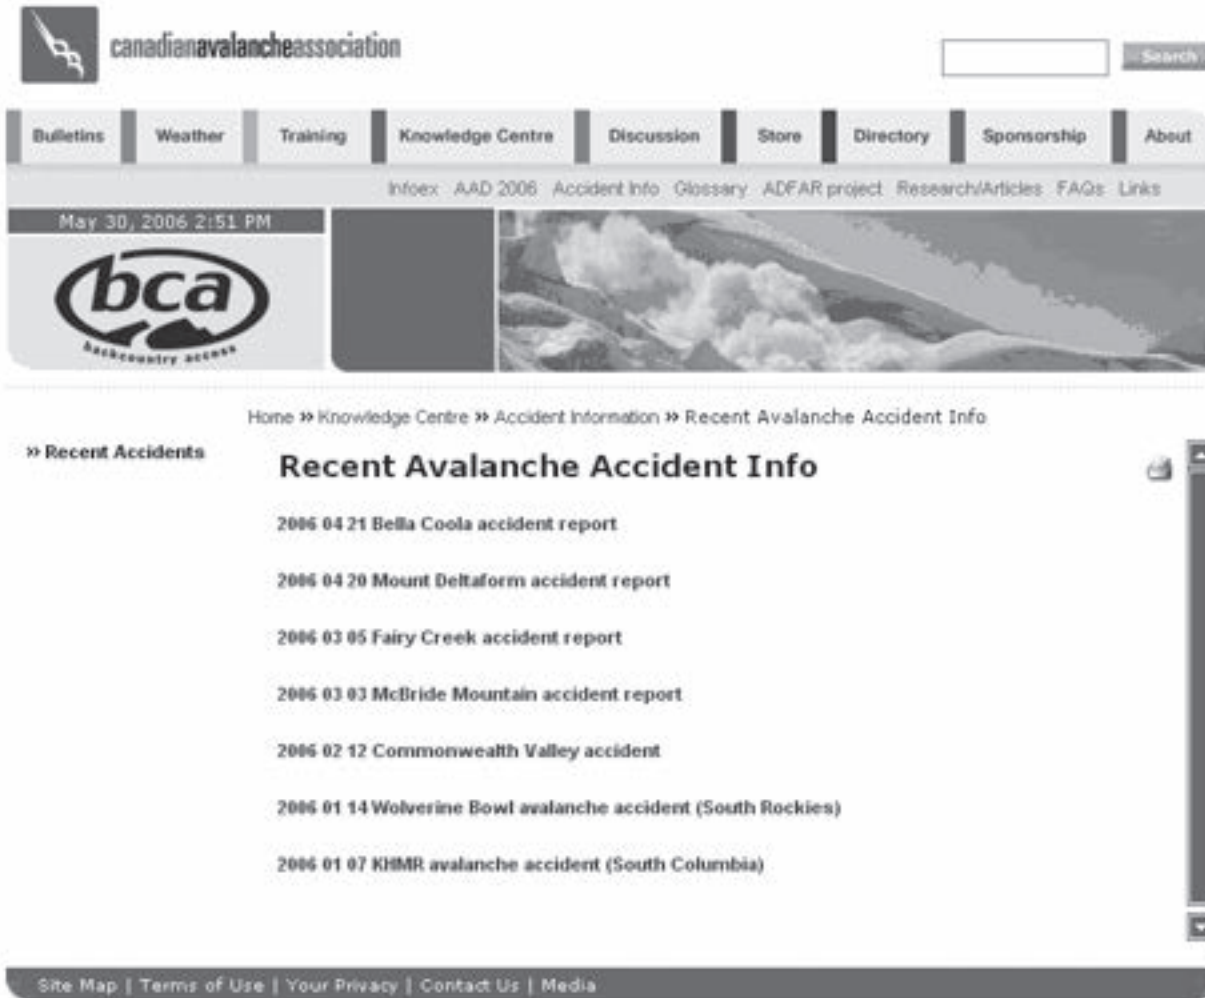 canadianavalancheassociation
Search
Bulletins Weather Training Knowledge Centre Discussion Store Directory Sponsorship About
Infoex AAD 2006 Accident Info Glossary ADFAR project Research/Articles FAQs Links
May 30, 2006 2:51 PM
bca
backcountry access
Home » Knowledge Centre » Accident Information » Recent Avalanche Accident Info
» Recent Accidents
Recent Avalanche Accident Info
2006 04 21 Bella Coola accident report
2006 04 20 Mount Deltaform accident report
2006 03 05 Fairy Creek accident report
2006 03 03 McBride Mountain accident report
2006 02 12 Commonwealth Valley accident
2006 01 14 Wolverine Bowl avalanche accident (South Rockies)
2006 01 07 KHMR avalanche accident (South Columbia)
Site Map | Terms of Use | Your Privacy | Contact Us | Media